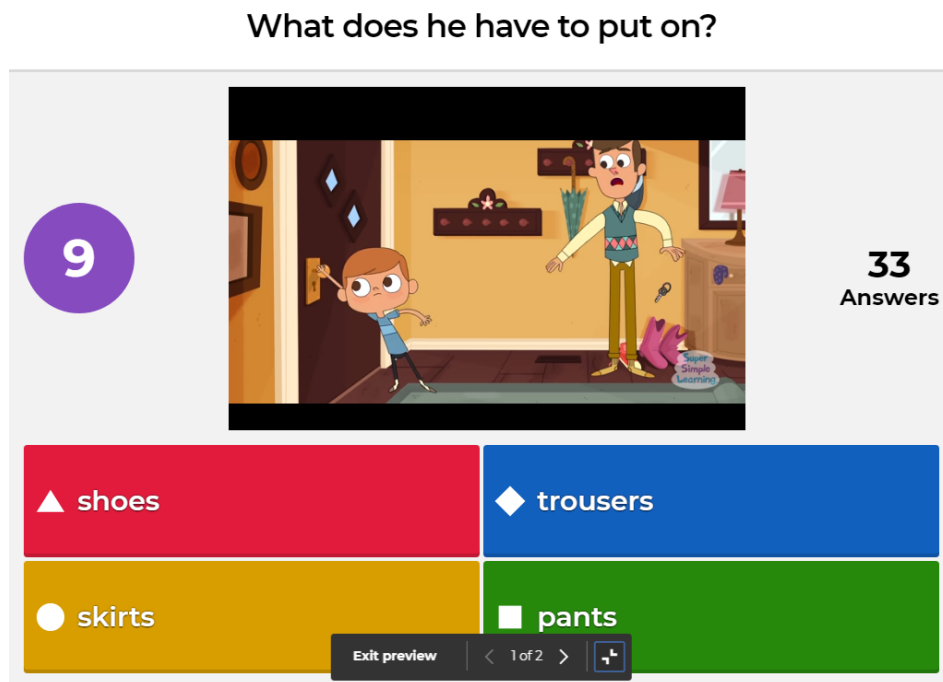 What does he have to put on?
9
33
Answers
Super
Simple
Learning
shoes
trousers
skirts
pants
Exit preview
1 of 2